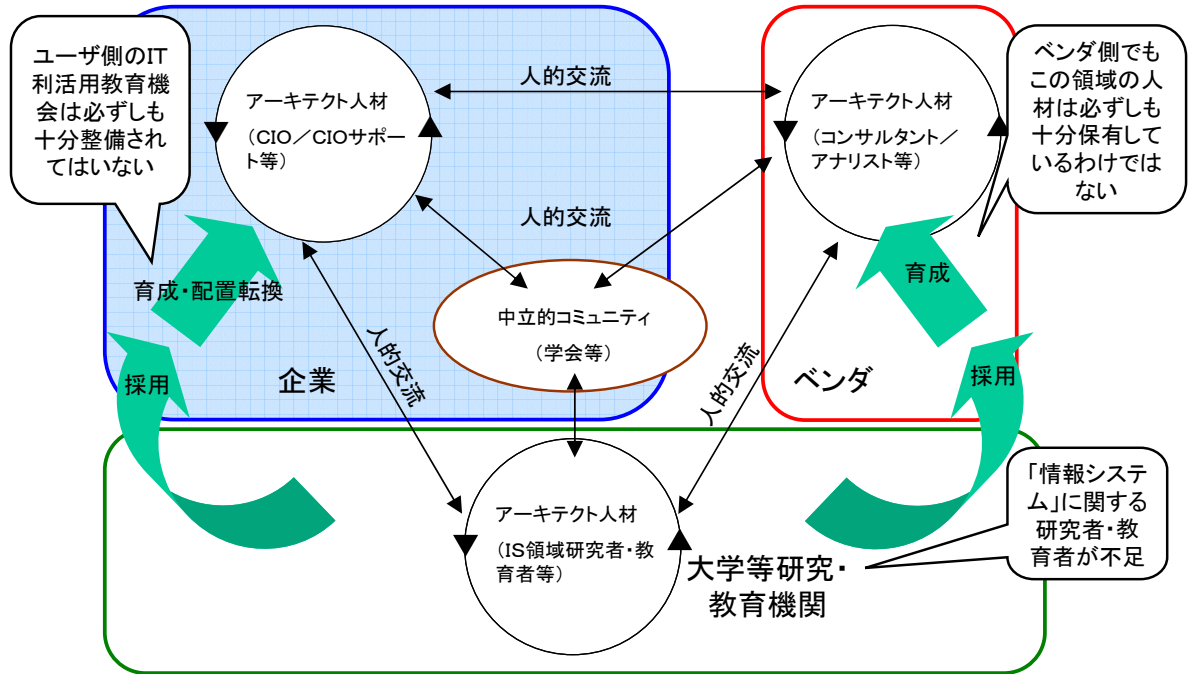 ユーザ側のIT
利活用教育機
会は必ずしも
十分整備され
てはいない
アーキテクト人材
（CIO／CIOサポー
ト等）
人的交流
アーキテクト人材
（コンサルタント／
アナリスト等）
ベンダ側でも
この領域の人
材は必ずしも
十分保有して
いるわけでは
ない
人的交流
育成・配置転換
育成
中立的コミュニティ
（学会等）
人的交流
人的交流
採用
企業
ベンダ
採用
アーキテクト人材
（IS領域研究者・教
育者等）
大学等研究・
教育機関
「情報システ
ム」に関する
研究者・教
育者が不足